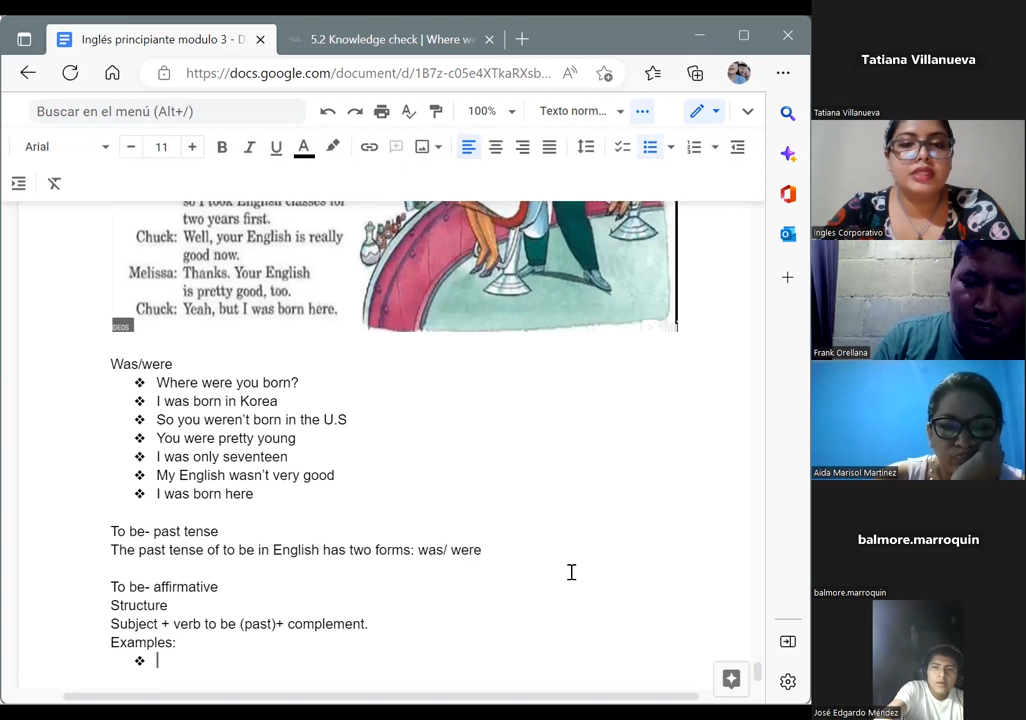 Inglés principiante modulo 3 - D
5.2 Knowledge check | Where w
https://docs.google.com/document/d/1B7z-c05e4XTkaRXsb...
Buscar en el menú (Alt+/)
100%
Texto norm...
Arial
11
so I took English classes for
two years first.
Chuck: Well, your English is really
good now.
Melissa: Thanks. Your English
is pretty good, too.
Chuck: Yeah, but I was born here.
Was/were
❖ Where were you born?
❖ I was born in Korea
❖ So you weren’t born in the U.S
❖ You were pretty young
❖ I was only seventeen
❖ My English wasn’t very good
❖ I was born here
To be- past tense
The past tense of to be in English has two forms: was/ were
To be- affirmative
Structure
Subject + verb to be (past)+ complement.
Examples:
❖
Tatiana Villanueva
Tatiana Villanueva
Ingles Corporativo
Frank Orellana
Aida Marisol Martinez
balmore.marroquin
balmore.marroquin
José Edgardo Méndez